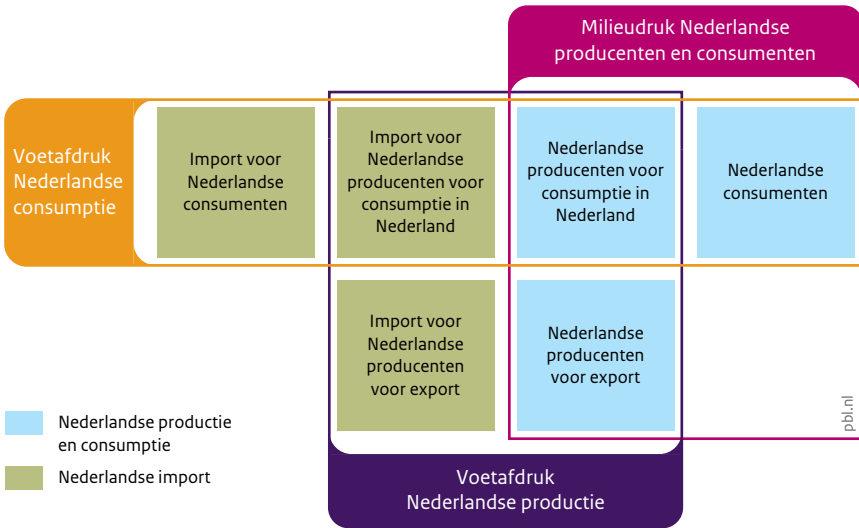 Milieudruk Nederlandse
producenten en consumenten
Voetafdruk
Nederlandse
consumptie
Import voor
Nederlandse
consumenten
Import voor
Nederlandse
producenten voor
consumptie in
Nederland
Nederlandse
producenten voor
consumptie in
Nederland
Nederlandse
consumenten
Import voor
Nederlandse
producenten
voor export
Nederlandse
producenten
voor export
Nederlandse productie
en consumptie
Nederlandse import
Voetafdruk
Nederlandse productie
pbl.nl